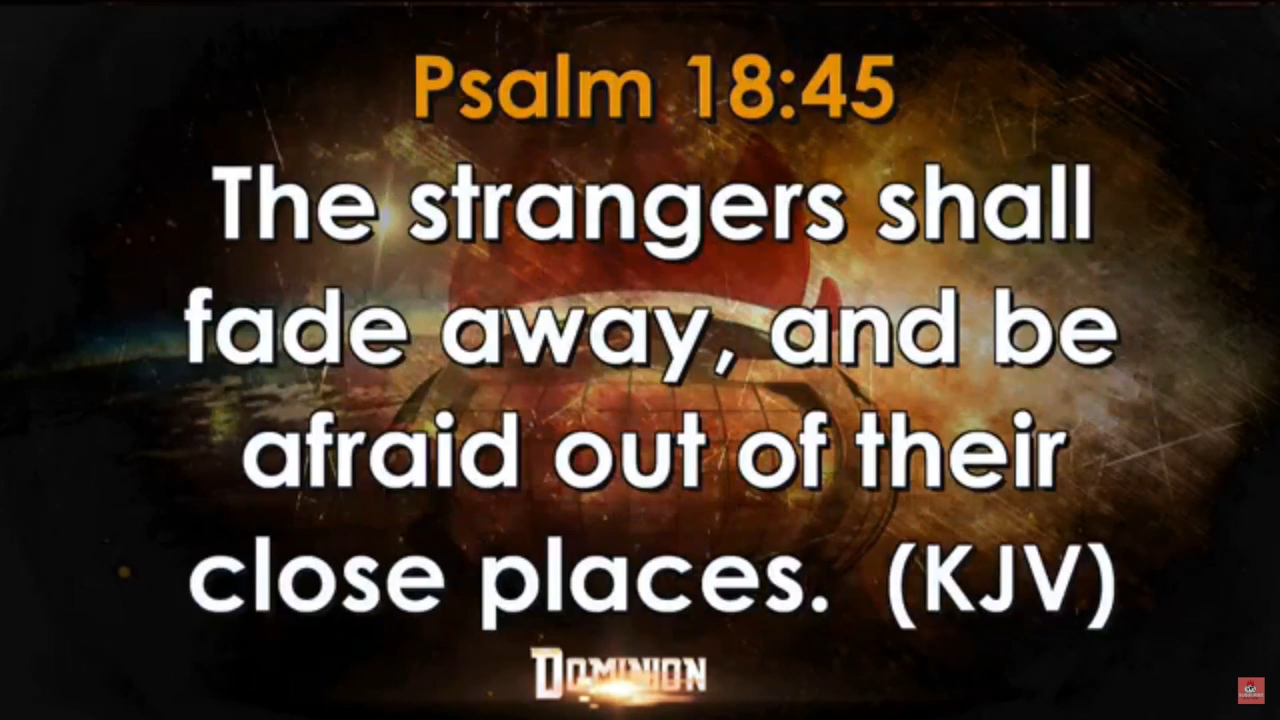 Psalm 18:45
The strangers shall
fade away, and be
afraid out of their
close places. (KJV)
DOMINION